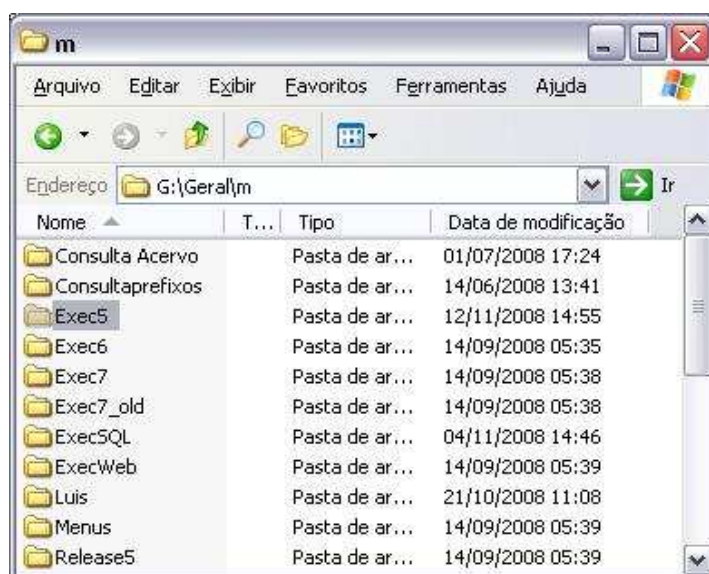 m
Arquivo Editar Exibir Favoritos Ferramentas Ajuda
Endereço G:\Geral\m Ir
Nome T... Tipo Data de modificação
Consulta Acervo Pasta de ar... 01/07/2008 17:24
Consultaprefixos Pasta de ar... 14/06/2008 13:41
Exec5 Pasta de ar... 12/11/2008 14:55
Exec6 Pasta de ar... 14/09/2008 05:35
Exec7 Pasta de ar... 14/09/2008 05:38
Exec7_old Pasta de ar... 14/09/2008 05:38
ExecSQL Pasta de ar... 04/11/2008 14:46
ExecWeb Pasta de ar... 14/09/2008 05:39
Luis Pasta de ar... 21/10/2008 11:08
Menus Pasta de ar... 14/09/2008 05:39
Release5 Pasta de ar... 14/09/2008 05:39